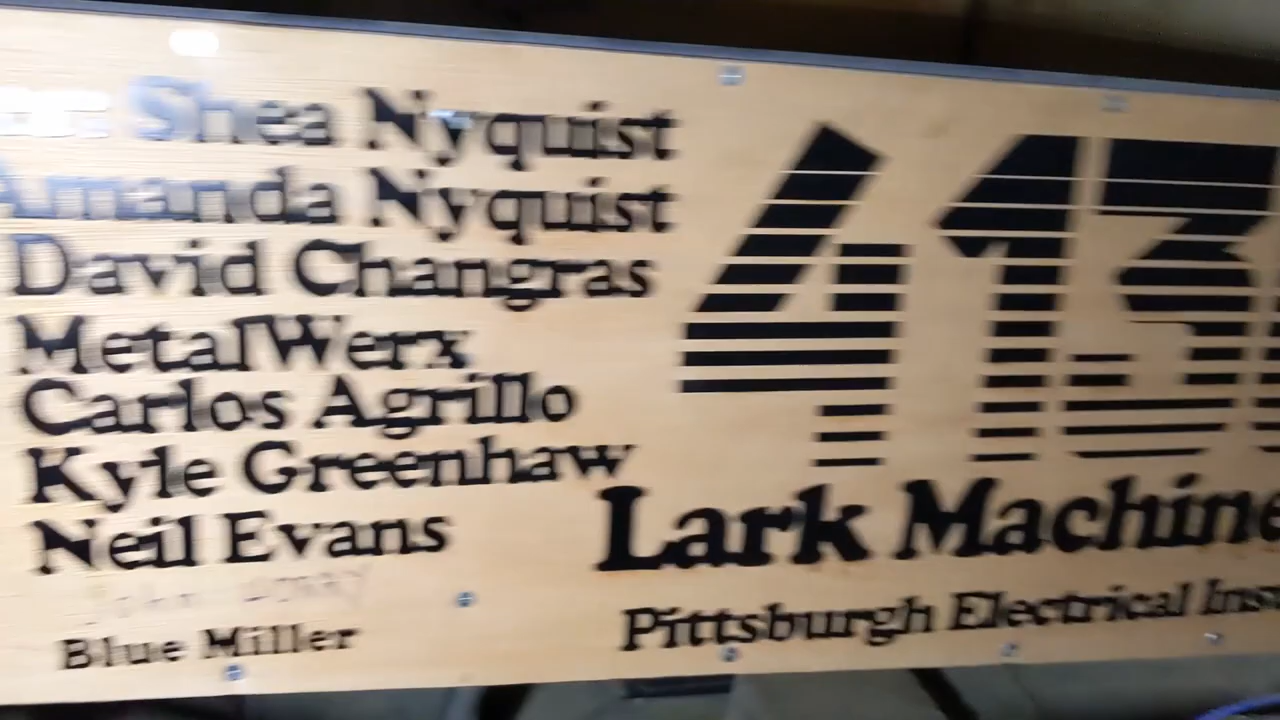 Shea Nyquist
Amanda Nyquist
David Changras
MetalWerx
Carlos Agrillo
Kyle Greenhaw
Neil Evans
Blue Miller
413
Lark Machine
Pittsburgh Electrical